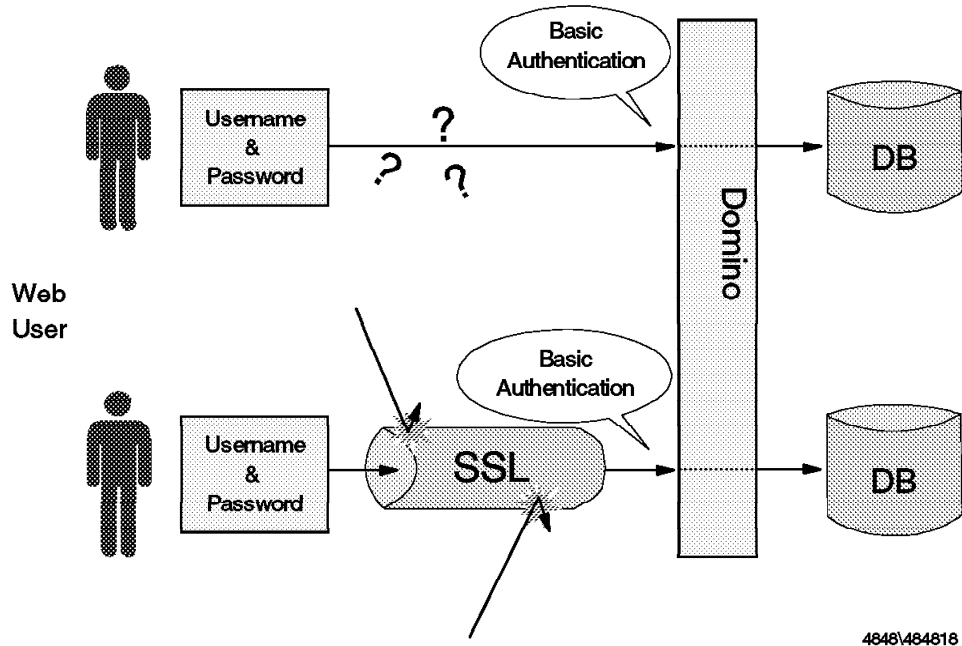 Basic
Authentication
Username
&
Password
?
?
?
DB
Domino
Web
User
Basic
Authentication
Username
&
Password
SSL
DB
4848\484818